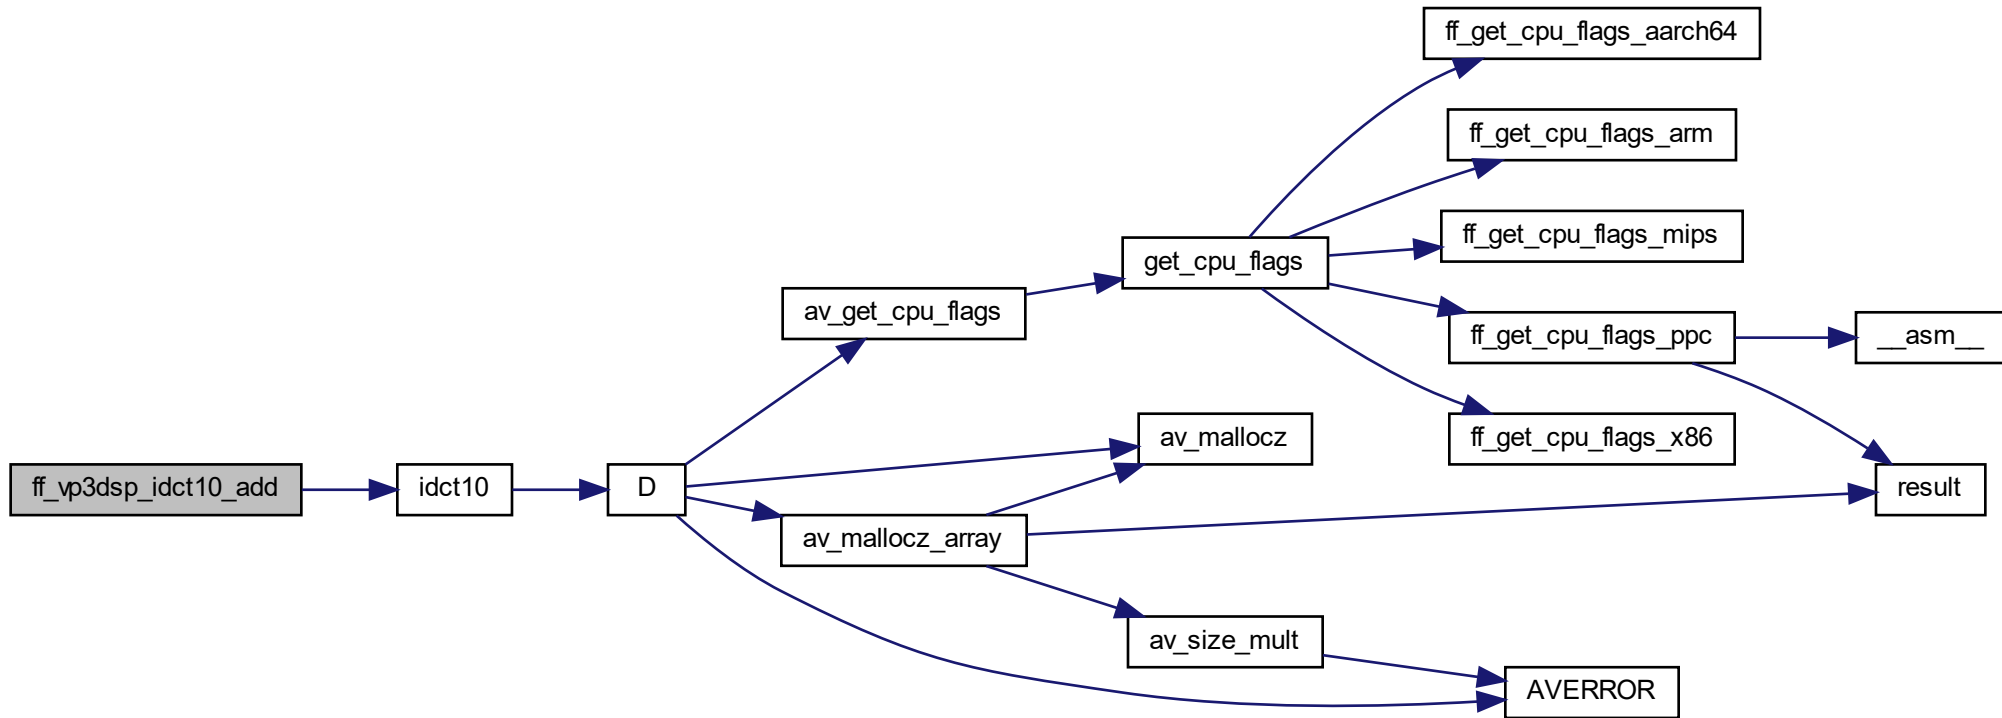 ff_vp3dsp_idct10_add
idct10
D
av_get_cpu_flags
av_mallocz_array
get_cpu_flags
av_mallocz
av_size_mult
ff_get_cpu_flags_aarch64
ff_get_cpu_flags_arm
ff_get_cpu_flags_mips
ff_get_cpu_flags_ppc
ff_get_cpu_flags_x86
AVERROR
__asm__
result